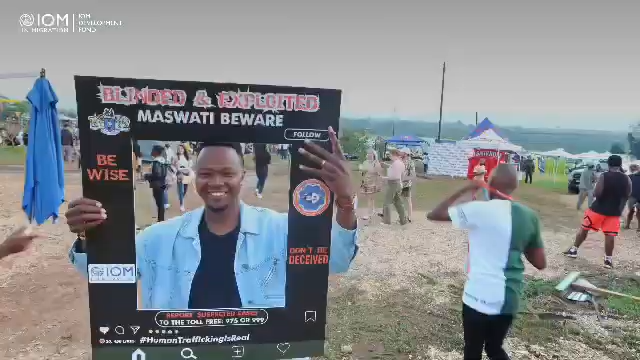 IOM
UN MIGRATION
IOM
DEVELOPMENT
FUND
BLINDED & EXPLOITED
MASWATI BEWARE
FOLLOW
BE
WISE
DON'T BE
DECEIVED
IOM
REPORT SUSPECTED CASES
TO THE TOLL FREE: 975 OR 999
#HumanTraffickingIsReal